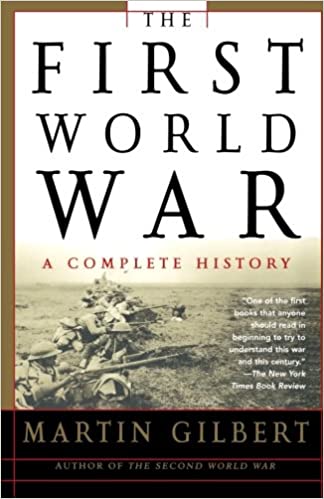 THE
FIRST
WORLD
WAR
A COMPLETE HISTORY
"One of the first
books that anyone
should read in
beginning to try to
understand this war
and this century."
—The New York
Times Book Review
MARTIN GILBERT
AUTHOR OF THE SECOND WORLD WAR